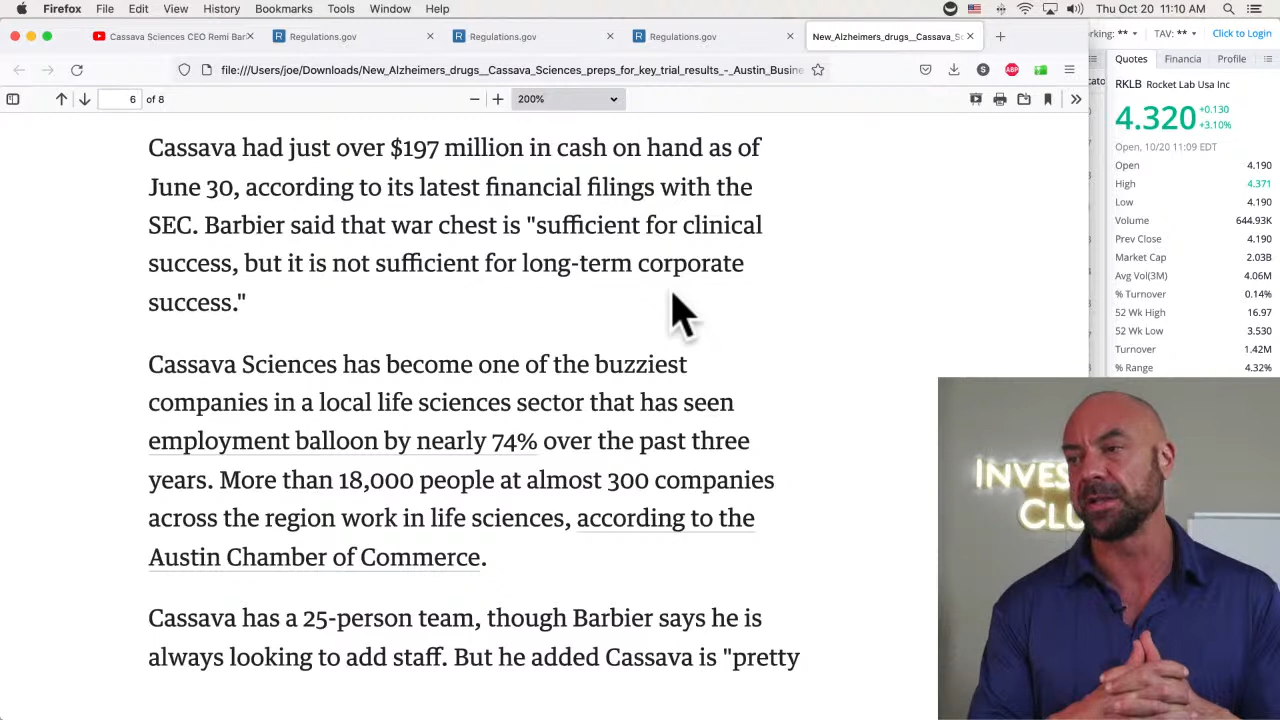 Firefox File Edit View History Bookmarks Tools Window Help Thu Oct 20 11:10 AM
Cassava Sciences CEO Remi Bar
Regulations.gov
Regulations.gov
Regulations.gov
New_Alzheimers_drugs__Cassava_Sc
king: ** TAV: ** Click to Login
file:///Users/joe/Downloads/New_Alzheimers_drugs__Cassava_Sciences_preps_for_key_trial_results_-_Austin_Busine
S ABP
6 of 8
200%
Cassava had just over $197 million in cash on hand as of
June 30, according to its latest financial filings with the
SEC. Barbier said that war chest is "sufficient for clinical
success, but it is not sufficient for long-term corporate
success."
Cassava Sciences has become one of the buzziest
companies in a local life sciences sector that has seen
employment balloon by nearly 74% over the past three
years. More than 18,000 people at almost 300 companies
across the region work in life sciences, according to the
Austin Chamber of Commerce.
Cassava has a 25-person team, though Barbier says he is
always looking to add staff. But he added Cassava is "pretty
Quotes Financia Profile
RKLB Rocket Lab Usa Inc
4.320 +0.130
+3.10%
Open, 10/20 11:09 EDT
Open 4.190
High 4.371
Low 4.190
Volume 644.93K
Prev Close 4.190
Market Cap 2.03B
Avg Vol(3M) 4.06M
% Turnover 0.14%
52 Wk High 16.97
52 Wk Low 3.530
Turnover 1.42M
% Range 4.32%
INVES
CLU